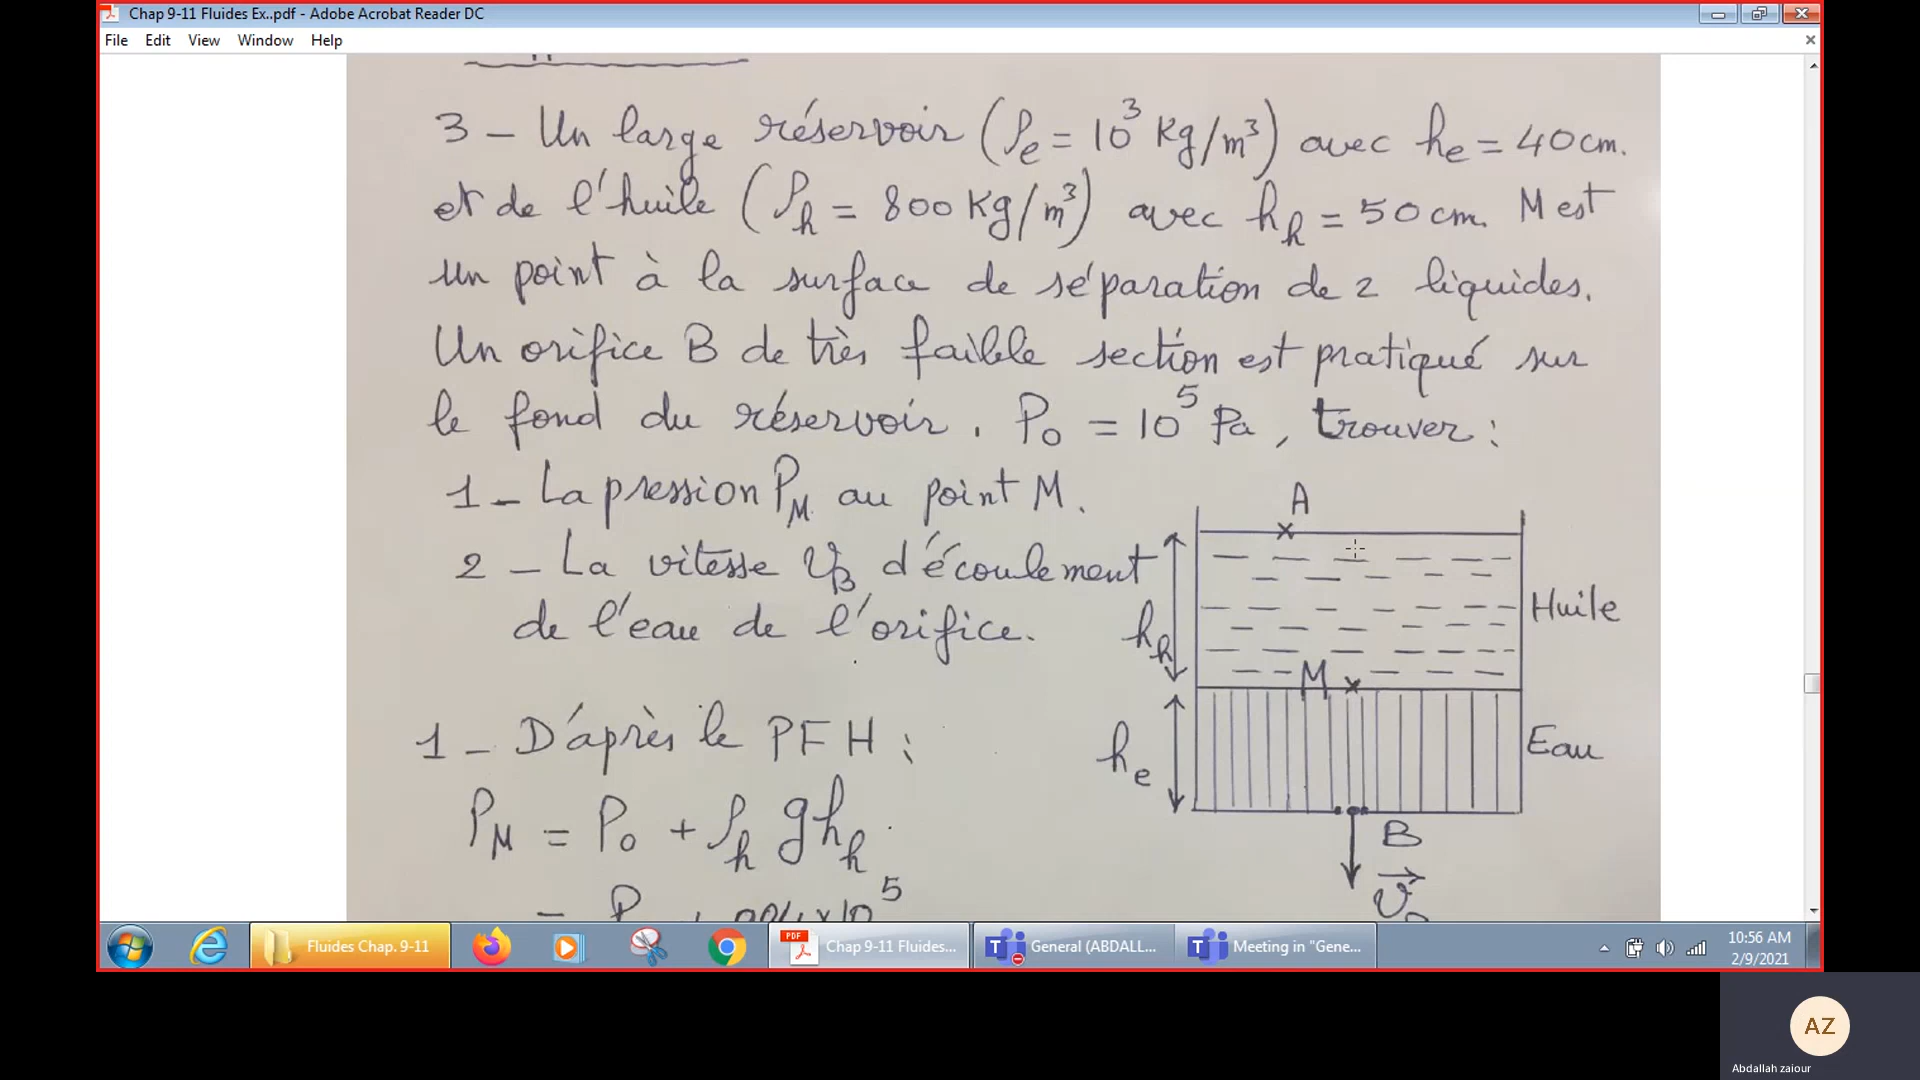 Chap 9-11 Fluides Ex..pdf - Adobe Acrobat Reader DC
File Edit View Window Help
3 - Un large réservoir (ρe = 10³ Kg/m³) avec he = 40 cm.
et de l'huile (ρh = 800 Kg/m³) avec hh = 50 cm. M est
un point à la surface de séparation de 2 liquides.
Un orifice B de très faible section est pratiqué sur
le fond du réservoir. P0 = 10⁵ Pa, trouver :
1 - La pression PM au point M.
2 - La vitesse VB d'écoulement
de l'eau de l'orifice.
A
Huile
hh
M
he
Eau
B
1 - D'après le PFH :
PM = P0 + ρh g hh
Fluides Chap. 9-11
Chap 9-11 Fluides...
General (ABDALL...
Meeting in "Gene...
10:56 AM
2/9/2021
AZ
Abdallah zaiour